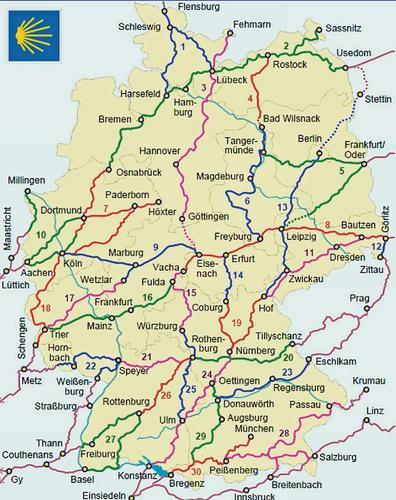 Flensburg
Schleswig
Fehmarn
Sassnitz
1
2
Rostock
Usedom
Lübeck
3
Harsefeld
Ham-
burg
4
Stettin
Bremen
Bad Wilsnack
Berlin
Hannover
Tanger-
münde
Frankfurt/
Oder
Osnabrück
Magdeburg
5
Millingen
Paderborn
6
13
Dortmund
7
Höxter
Göttingen
8
Bautzen
Görlitz
Maastricht
10
Freyburg
Leipzig
Marburg
9
11
12
Köln
Vacha
Eise-
nach
Erfurt
Dresden
Lüttich
Aachen
Wetzlar
Fulda
14
Zwickau
Zittau
17
16
15
18
Frankfurt
Coburg
Hof
Prag
Schengen
Mainz
Würzburg
19
Trier
Rothen-
burg
Tillyschanz
Horn-
bach
21
Nürnberg
20
Eschlkam
Metz
22
Speyer
24
Weißen-
burg
Oettingen
23
Krumau
26
25
Regensburg
Straßburg
Rottenburg
Donauwörth
Passau
Linz
Ulm
Augsburg
Thann
27
29
München
28
Couthenans
Freiburg
Salzburg
Gy
Basel
Konstanz
30
Peißenberg
Breitenbach
Bregenz
Einsiedeln
Innsbruck